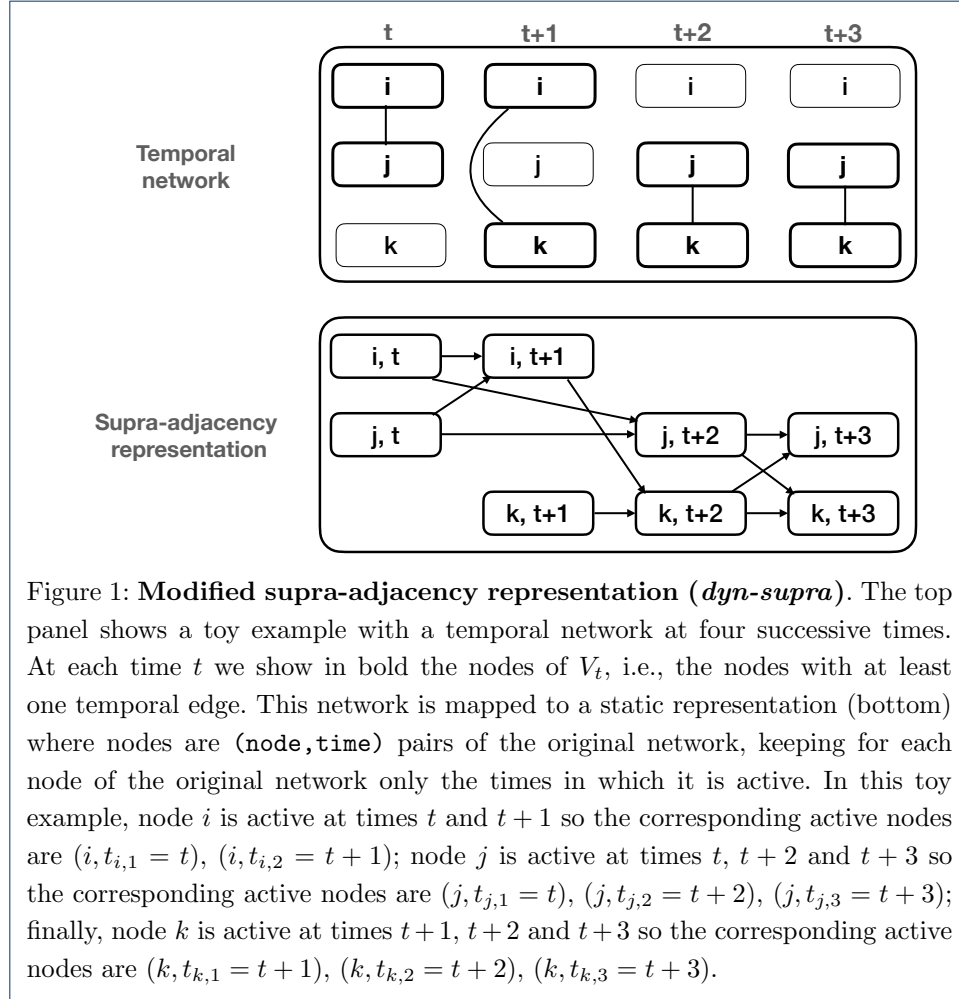 t t+1 t+2 t+3
i i i i
Temporal
network
j j j j
k k k k
i, t i, t+1
Supra-adjacency
representation
j, t j, t+2 j, t+3
k, t+1 k, t+2 k, t+3
Figure 1: Modified supra-adjacency representation (dyn-supra). The top
panel shows a toy example with a temporal network at four successive times.
At each time t we show in bold the nodes of Vₜ, i.e., the nodes with at least
one temporal edge. This network is mapped to a static representation (bottom)
where nodes are (node,time) pairs of the original network, keeping for each
node of the original network only the times in which it is active. In this toy
example, node i is active at times t and t + 1 so the corresponding active nodes
are (i, t_{i,1} = t), (i, t_{i,2} = t + 1); node j is active at times t, t + 2 and t + 3 so
the corresponding active nodes are (j, t_{j,1} = t), (j, t_{j,2} = t + 2), (j, t_{j,3} = t + 3);
finally, node k is active at times t + 1, t + 2 and t + 3 so the corresponding active
nodes are (k, t_{k,1} = t + 1), (k, t_{k,2} = t + 2), (k, t_{k,3} = t + 3).